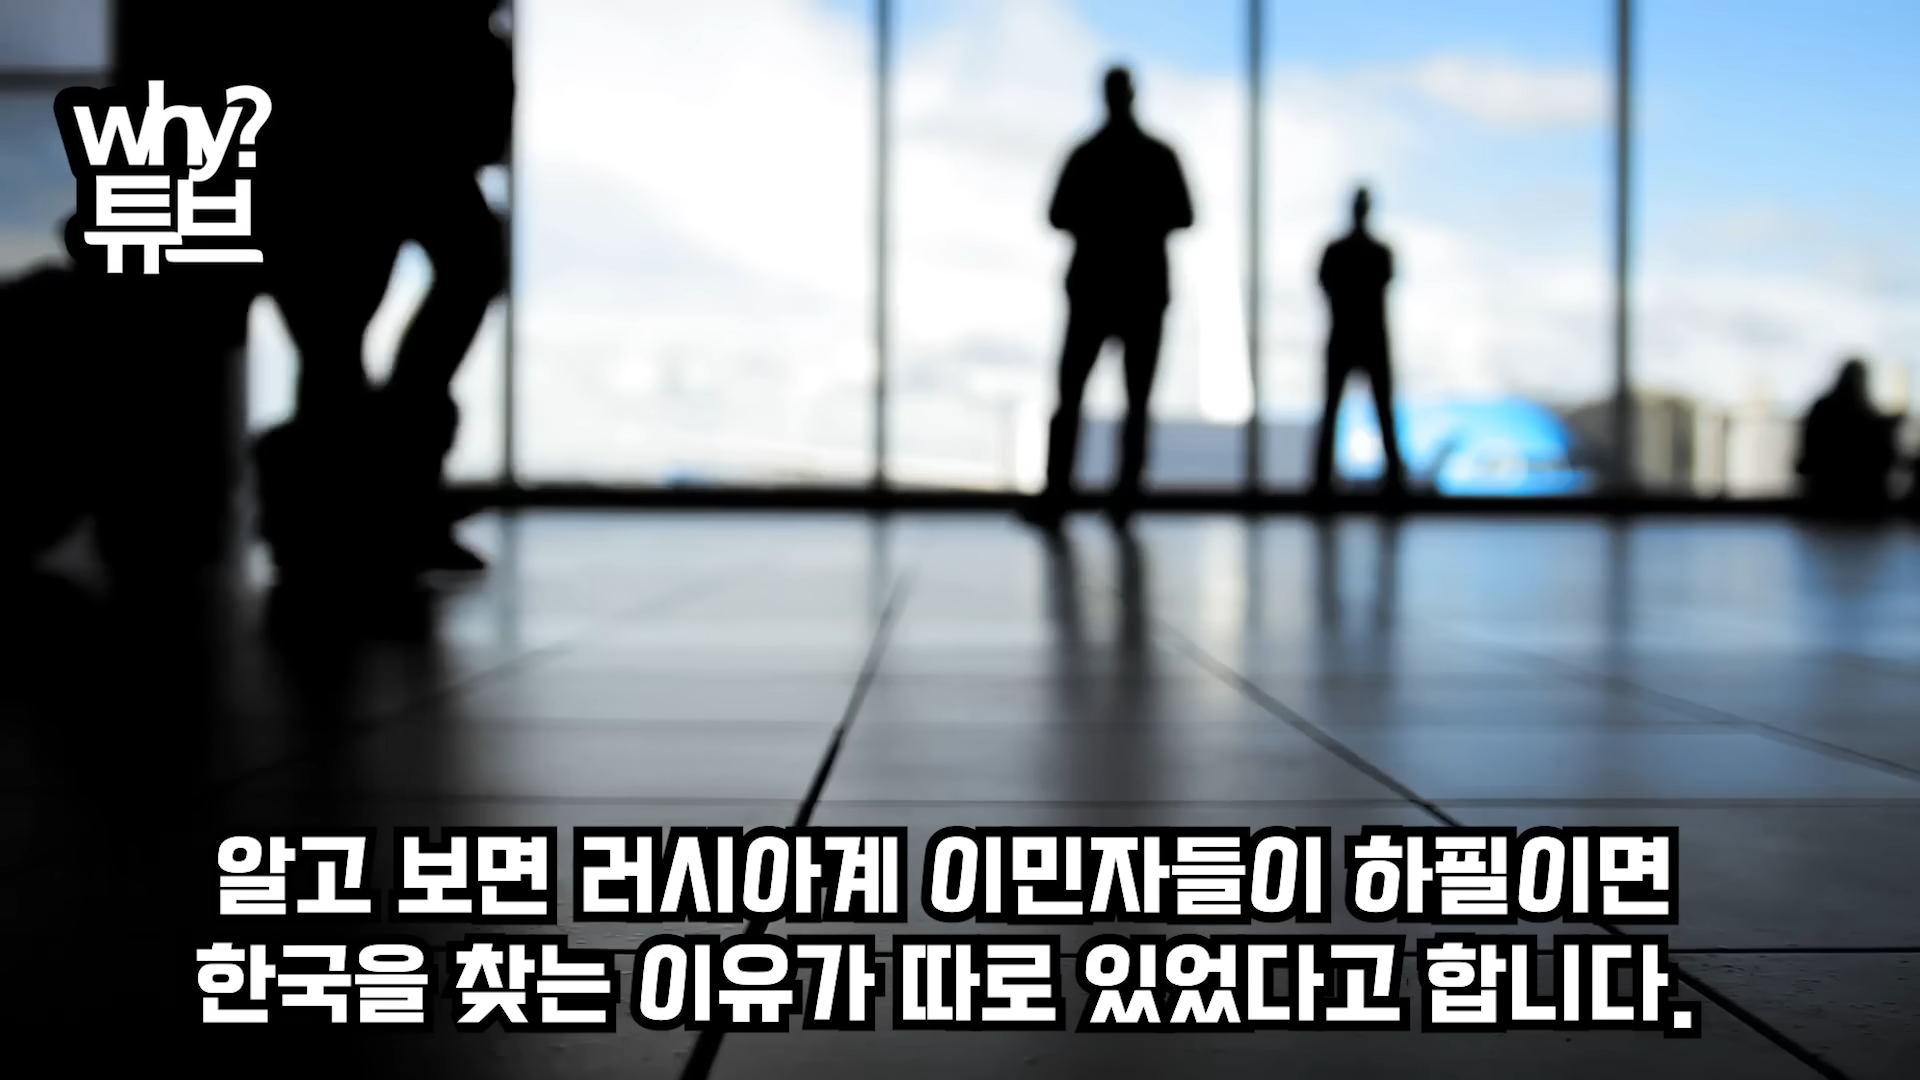 why?
튜브
알고 보면 러시아계 이민자들이 하필이면
한국을 찾는 이유가 따로 있었다고 합니다.